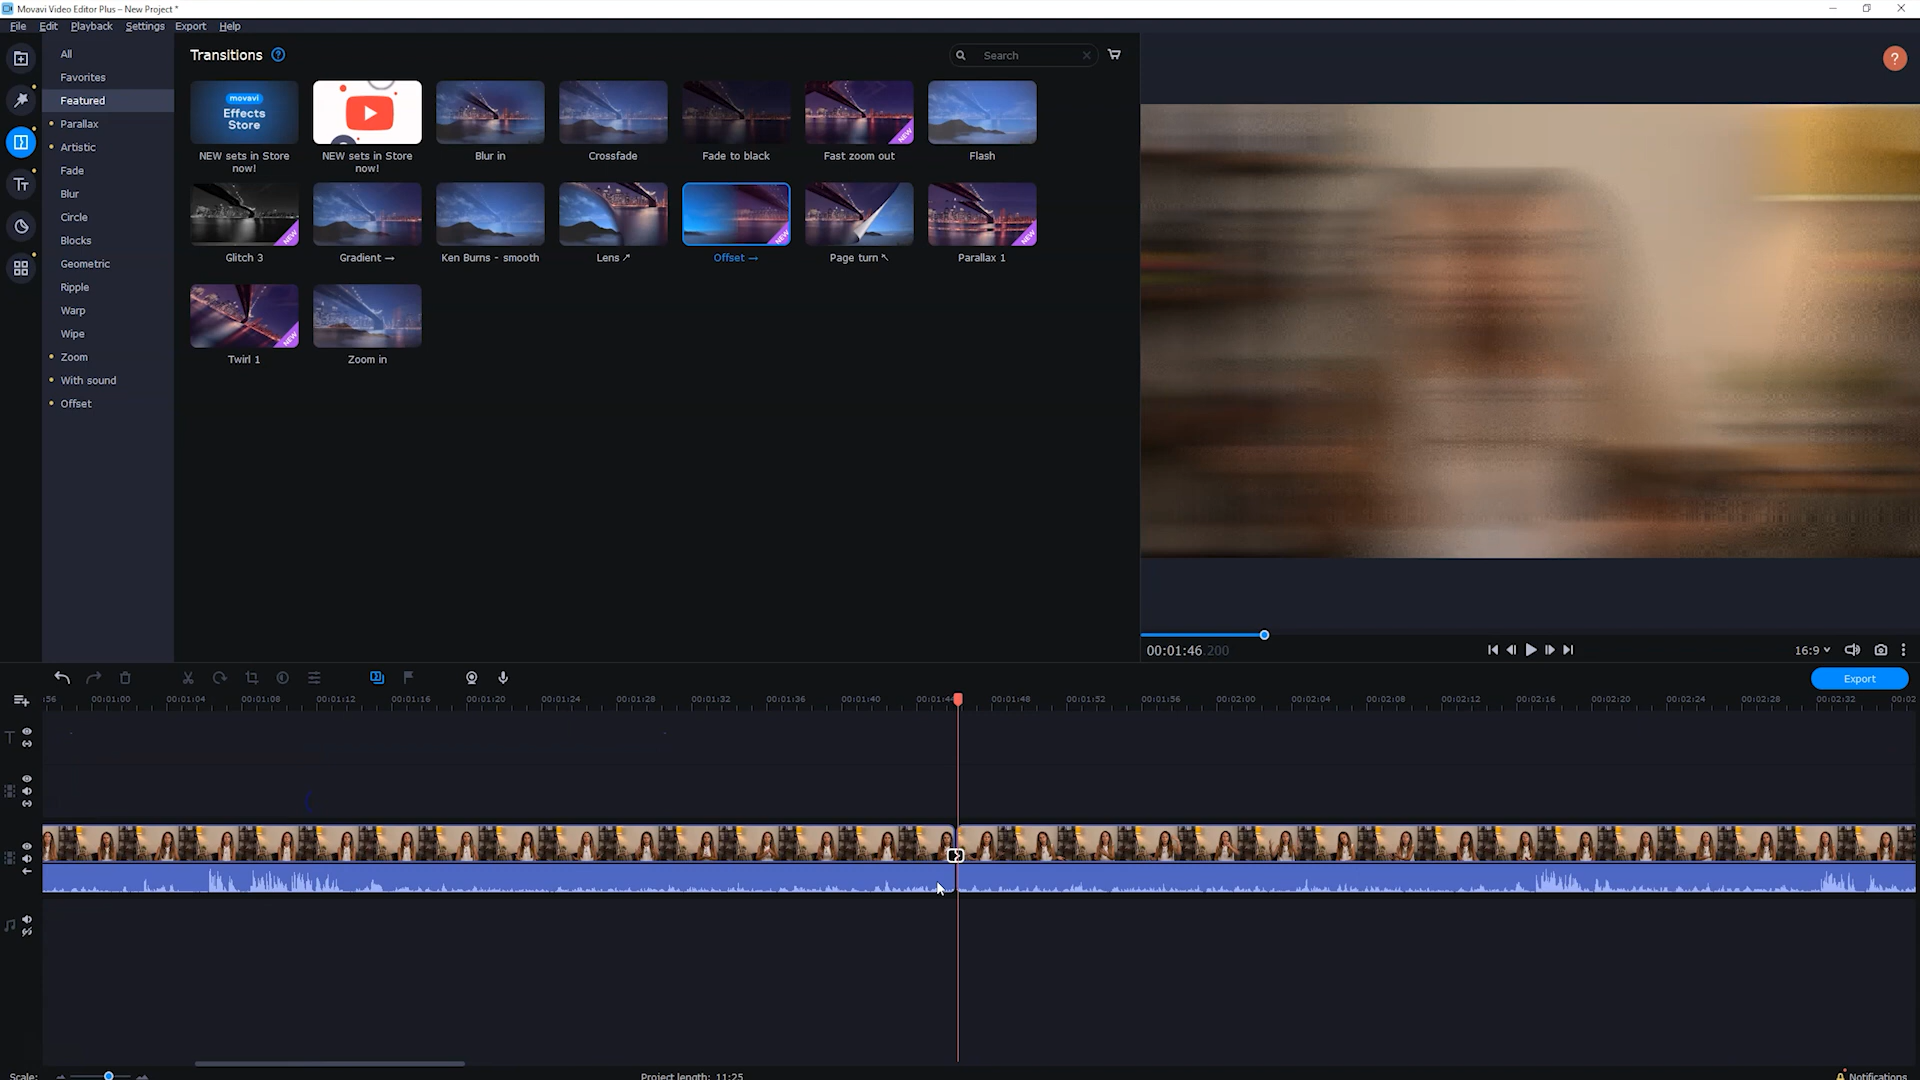 Movavi Video Editor Plus – New Project *
File Edit Playback Settings Export Help
All
Favorites
Featured
Parallax
Artistic
Fade
Blur
Circle
Blocks
Geometric
Ripple
Warp
Wipe
Zoom
With sound
Offset
Transitions ?
Search
movavi
Effects
Store
NEW sets in Store
now!
NEW sets in Store
now!
Blur in
Crossfade
Fade to black
NEW
Fast zoom out
Flash
NEW
Glitch 3
Gradient →
Ken Burns - smooth
Lens ↗
NEW
Offset →
Page turn ↖
NEW
Parallax 1
NEW
Twirl 1
Zoom in
?
00:01:46.200
16:9
Export
:56 00:01:00 00:01:04 00:01:08 00:01:12 00:01:16 00:01:20 00:01:24 00:01:28 00:01:32 00:01:36 00:01:40 00:01:44 00:01:48 00:01:52 00:01:56 00:02:00 00:02:04 00:02:08 00:02:12 00:02:16 00:02:20 00:02:24 00:02:28 00:02:32 00:02
T
Scale:
Project length: 11:25
Notifications